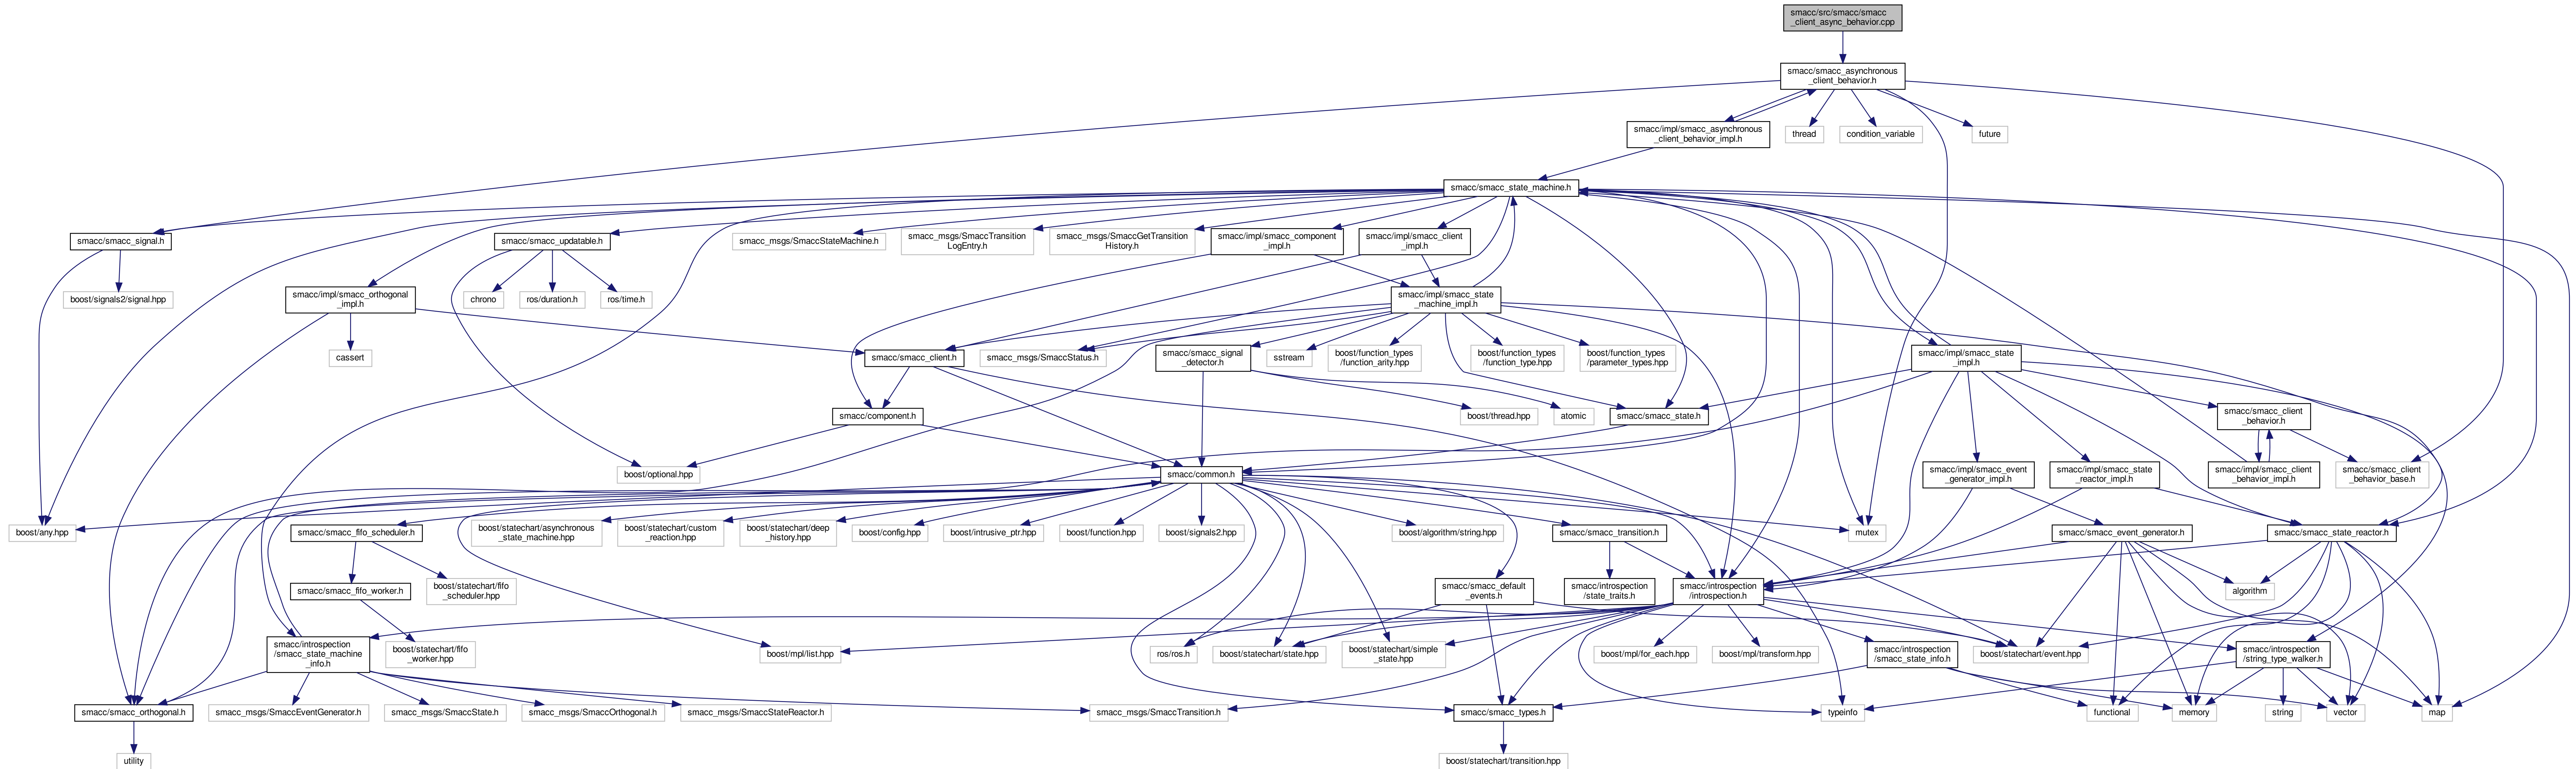 smacc/src/smacc/smacc
_client_async_behavior.cpp
smacc/smacc_asynchronous
_client_behavior.h
smacc/impl/smacc_asynchronous
_client_behavior_impl.h
thread
condition_variable
future
smacc/smacc_state_machine.h
smacc/smacc_signal.h
smacc/smacc_updatable.h
smacc_msgs/SmaccStateMachine.h
smacc_msgs/SmaccTransition
LogEntry.h
smacc_msgs/SmaccGetTransition
History.h
smacc/impl/smacc_component
_impl.h
smacc/impl/smacc_client
_impl.h
boost/signals2/signal.hpp
smacc/impl/smacc_orthogonal
_impl.h
chrono
ros/duration.h
ros/time.h
smacc/impl/smacc_state
_machine_impl.h
cassert
smacc/smacc_client.h
smacc_msgs/SmaccStatus.h
smacc/smacc_signal
_detector.h
sstream
boost/function_types
/function_arity.hpp
boost/function_types
/function_type.hpp
boost/function_types
/parameter_types.hpp
smacc/impl/smacc_state
_impl.h
smacc/component.h
boost/thread.hpp
atomic
smacc/smacc_state.h
smacc/smacc_client
_behavior.h
boost/optional.hpp
smacc/common.h
smacc/impl/smacc_event
_generator_impl.h
smacc/impl/smacc_state
_reactor_impl.h
smacc/impl/smacc_client
_behavior_impl.h
smacc/smacc_client
_behavior_base.h
boost/any.hpp
smacc/smacc_fifo_scheduler.h
boost/statechart/asynchronous
_state_machine.hpp
boost/statechart/custom
_reaction.hpp
boost/statechart/deep
_history.hpp
boost/config.hpp
boost/intrusive_ptr.hpp
boost/function.hpp
boost/signals2.hpp
boost/algorithm/string.hpp
smacc/smacc_transition.h
mutex
smacc/smacc_event_generator.h
smacc/smacc_state_reactor.h
smacc/smacc_fifo_worker.h
boost/statechart/fifo
_scheduler.hpp
smacc/smacc_default
_events.h
smacc/introspection
/state_traits.h
smacc/introspection
/introspection.h
algorithm
smacc/introspection
/smacc_state_machine
_info.h
boost/statechart/fifo
_worker.hpp
boost/mpl/list.hpp
ros/ros.h
boost/statechart/state.hpp
boost/statechart/simple
_state.hpp
boost/mpl/for_each.hpp
boost/mpl/transform.hpp
smacc/introspection
/smacc_state_info.h
boost/statechart/event.hpp
smacc/introspection
/string_type_walker.h
smacc/smacc_orthogonal.h
smacc_msgs/SmaccEventGenerator.h
smacc_msgs/SmaccState.h
smacc_msgs/SmaccOrthogonal.h
smacc_msgs/SmaccStateReactor.h
smacc_msgs/SmaccTransition.h
smacc/smacc_types.h
typeinfo
functional
memory
string
vector
map
utility
boost/statechart/transition.hpp